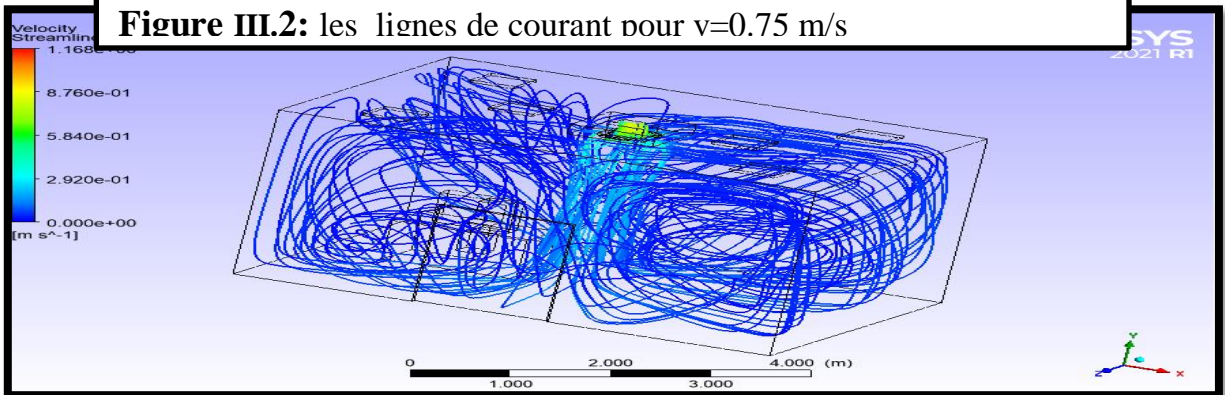 Figure III.2: les lignes de courant pour v=0.75 m/s
Velocity
Streamline
SYS
2021 R1
8.760e-01
5.840e-01
2.920e-01
0.000e+00
[m s^-1]
0 2.000 4.000 (m)
1.000 3.000
Y
Z X